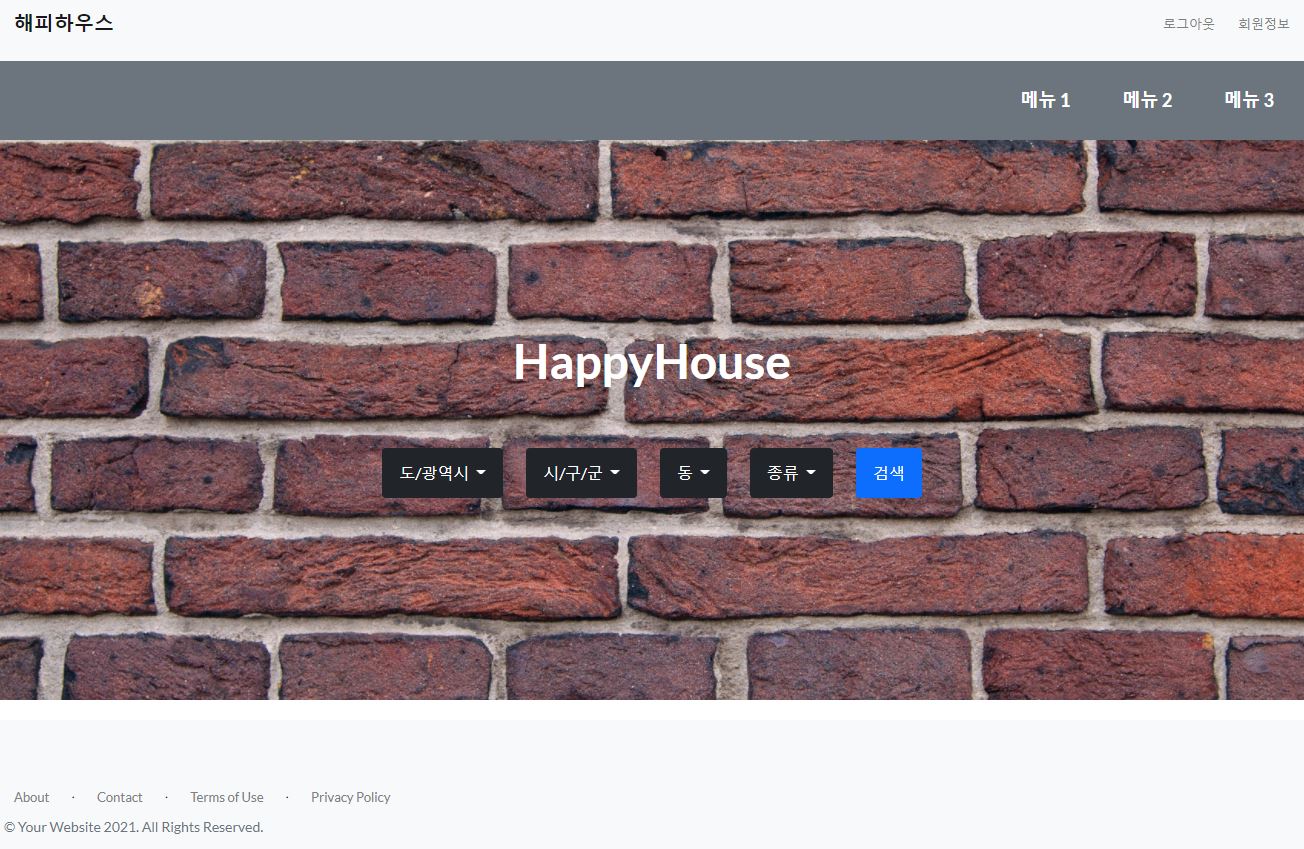 해피하우스 로그아웃 회원정보
메뉴 1 메뉴 2 메뉴 3
HappyHouse
도/광역시 시/구/군 동 종류 검색
About · Contact · Terms of Use · Privacy Policy
© Your Website 2021. All Rights Reserved.